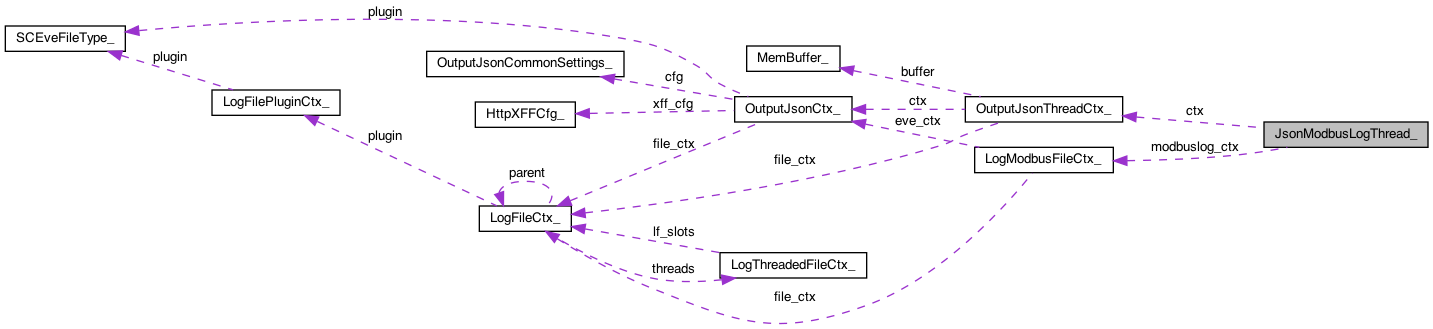 plugin
SCEveFileType_
plugin
OutputJsonCommonSettings_
MemBuffer_
buffer
cfg
LogFilePluginCtx_
xff_cfg
HttpXFFCfg_
OutputJsonCtx_
ctx
OutputJsonThreadCtx_
ctx
eve_ctx
JsonModbusLogThread_
plugin
file_ctx
file_ctx
LogModbusFileCtx_
modbuslog_ctx
parent
LogFileCtx_
lf_slots
threads
LogThreadedFileCtx_
file_ctx